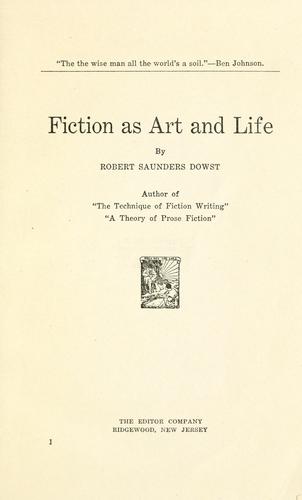 "The the wise man all the world's a soil."—Ben Johnson.
Fiction as Art and Life
By
ROBERT SAUNDERS DOWST
Author of
"The Technique of Fiction Writing"
"A Theory of Prose Fiction"
THE EDITOR COMPANY
RIDGEWOOD, NEW JERSEY
1